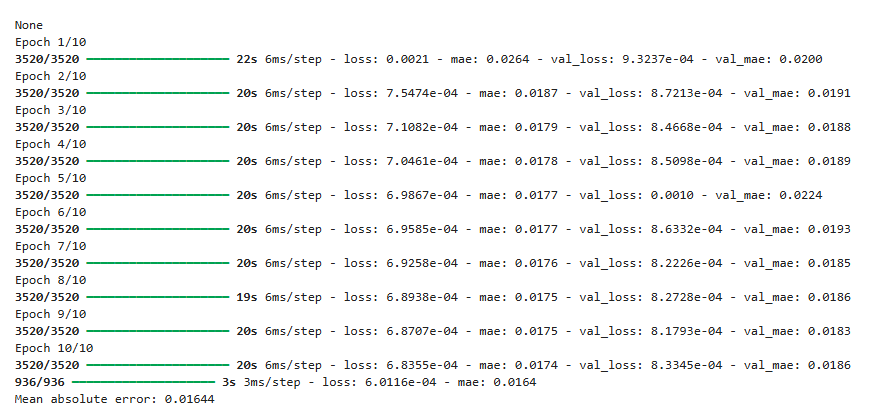 None
Epoch 1/10
3520/3520 ━━━━━━━━━━━━━━━━━━━━ 22s 6ms/step - loss: 0.0021 - mae: 0.0264 - val_loss: 9.3237e-04 - val_mae: 0.0200
Epoch 2/10
3520/3520 ━━━━━━━━━━━━━━━━━━━━ 20s 6ms/step - loss: 7.5474e-04 - mae: 0.0187 - val_loss: 8.7213e-04 - val_mae: 0.0191
Epoch 3/10
3520/3520 ━━━━━━━━━━━━━━━━━━━━ 20s 6ms/step - loss: 7.1082e-04 - mae: 0.0179 - val_loss: 8.4668e-04 - val_mae: 0.0188
Epoch 4/10
3520/3520 ━━━━━━━━━━━━━━━━━━━━ 20s 6ms/step - loss: 7.0461e-04 - mae: 0.0178 - val_loss: 8.5098e-04 - val_mae: 0.0189
Epoch 5/10
3520/3520 ━━━━━━━━━━━━━━━━━━━━ 20s 6ms/step - loss: 6.9867e-04 - mae: 0.0177 - val_loss: 0.0010 - val_mae: 0.0224
Epoch 6/10
3520/3520 ━━━━━━━━━━━━━━━━━━━━ 20s 6ms/step - loss: 6.9585e-04 - mae: 0.0177 - val_loss: 8.6332e-04 - val_mae: 0.0193
Epoch 7/10
3520/3520 ━━━━━━━━━━━━━━━━━━━━ 20s 6ms/step - loss: 6.9258e-04 - mae: 0.0176 - val_loss: 8.2226e-04 - val_mae: 0.0185
Epoch 8/10
3520/3520 ━━━━━━━━━━━━━━━━━━━━ 19s 6ms/step - loss: 6.8938e-04 - mae: 0.0175 - val_loss: 8.2728e-04 - val_mae: 0.0186
Epoch 9/10
3520/3520 ━━━━━━━━━━━━━━━━━━━━ 20s 6ms/step - loss: 6.8707e-04 - mae: 0.0175 - val_loss: 8.1793e-04 - val_mae: 0.0183
Epoch 10/10
3520/3520 ━━━━━━━━━━━━━━━━━━━━ 20s 6ms/step - loss: 6.8355e-04 - mae: 0.0174 - val_loss: 8.3345e-04 - val_mae: 0.0186
936/936 ━━━━━━━━━━━━━━━━━━━━ 3s 3ms/step - loss: 6.0116e-04 - mae: 0.0164
Mean absolute error: 0.01644